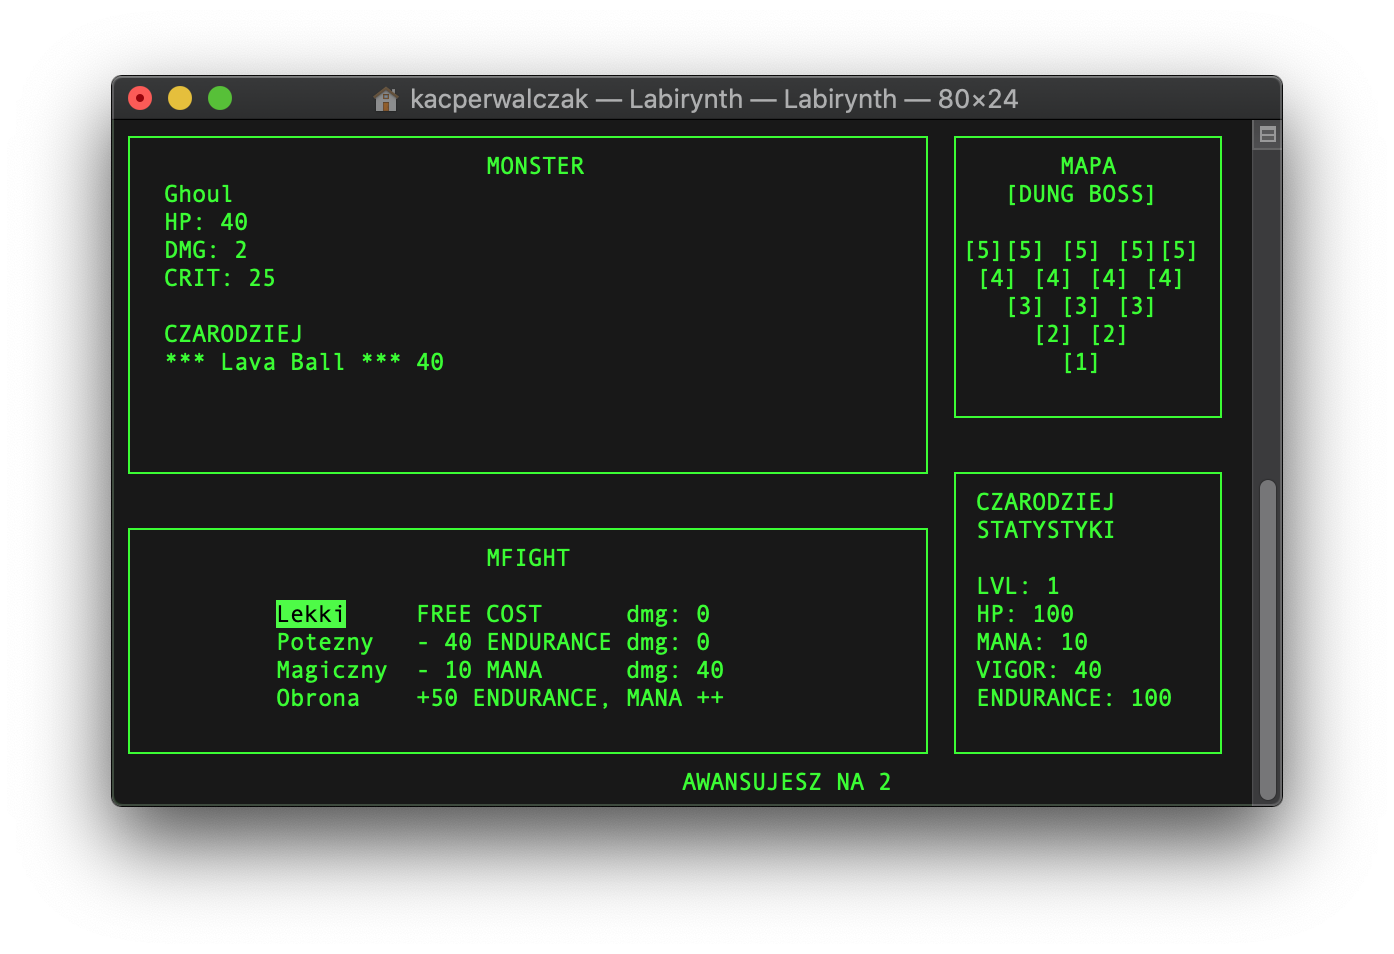 kacperwalczak — Labirynth — Labirynth — 80×24
MONSTER
Ghoul
HP: 40
DMG: 2
CRIT: 25
CZARODZIEJ
*** Lava Ball *** 40
MAPA
[DUNG BOSS]
[5][5] [5] [5][5]
[4] [4] [4] [4]
[3] [3] [3]
[2] [2]
[1]
MFIGHT
Lekki FREE COST dmg: 0
Potezny - 40 ENDURANCE dmg: 0
Magiczny - 10 MANA dmg: 40
Obrona +50 ENDURANCE, MANA ++
CZARODZIEJ
STATYSTYKI
LVL: 1
HP: 100
MANA: 10
VIGOR: 40
ENDURANCE: 100
AWANSUJESZ NA 2